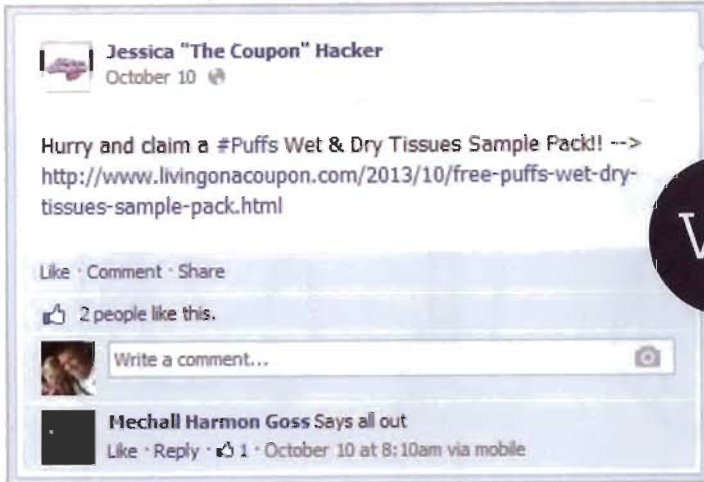 Jessica "The Coupon" Hacker
October 10
Hurry and claim a #Puffs Wet & Dry Tissues Sample Pack!! -->
http://www.livingonacoupon.com/2013/10/free-puffs-wet-dry-
tissues-sample-pack.html
Like · Comment · Share
2 people like this.
Write a comment...
Mechall Harmon Goss Says all out
Like · Reply · 1 · October 10 at 8:10am via mobile